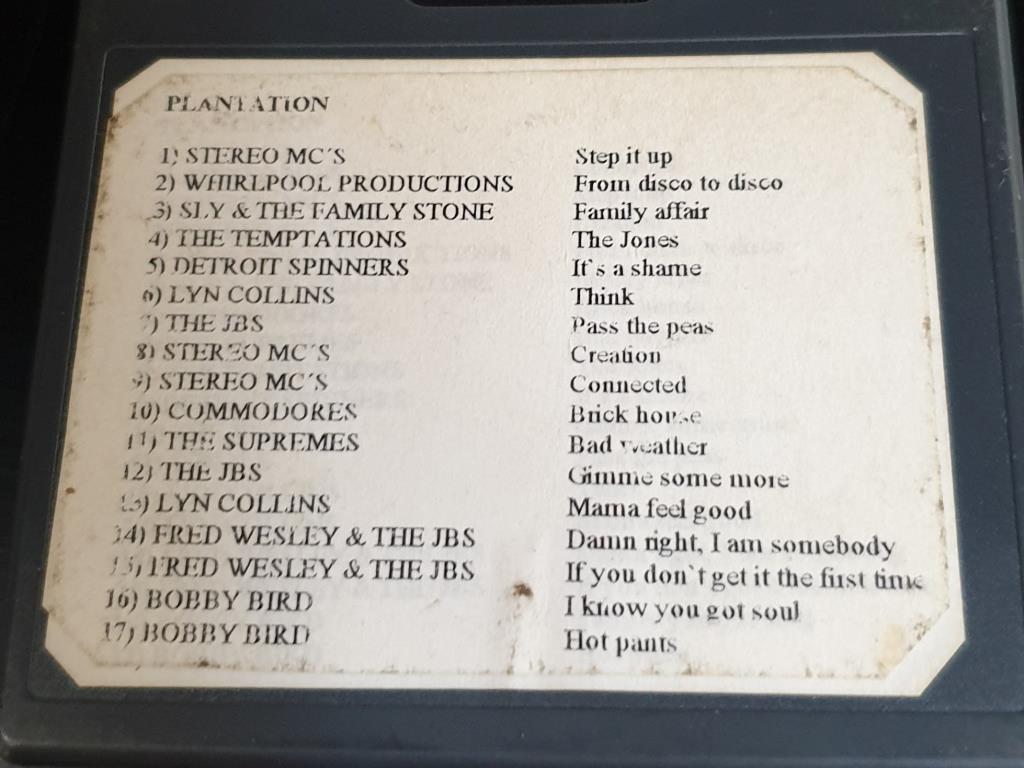 PLANTATION
1) STEREO MC´S Step it up
2) WHIRLPOOL PRODUCTIONS From disco to disco
3) SLY & THE FAMILY STONE Family affair
4) THE TEMPTATIONS The Jones
5) DETROIT SPINNERS It´s a shame
6) LYN COLLINS Think
7) THE JBS Pass the peas
8) STEREO MC´S Creation
9) STEREO MC´S Connected
10) COMMODORES Brick house
11) THE SUPREMES Bad weather
12) THE JBS Gimme some more
13) LYN COLLINS Mama feel good
14) FRED WESLEY & THE JBS Damn right, I am somebody
15) FRED WESLEY & THE JBS If you don`t get it the first time
16) BOBBY BIRD I know you got soul
17) BOBBY BIRD Hot pants